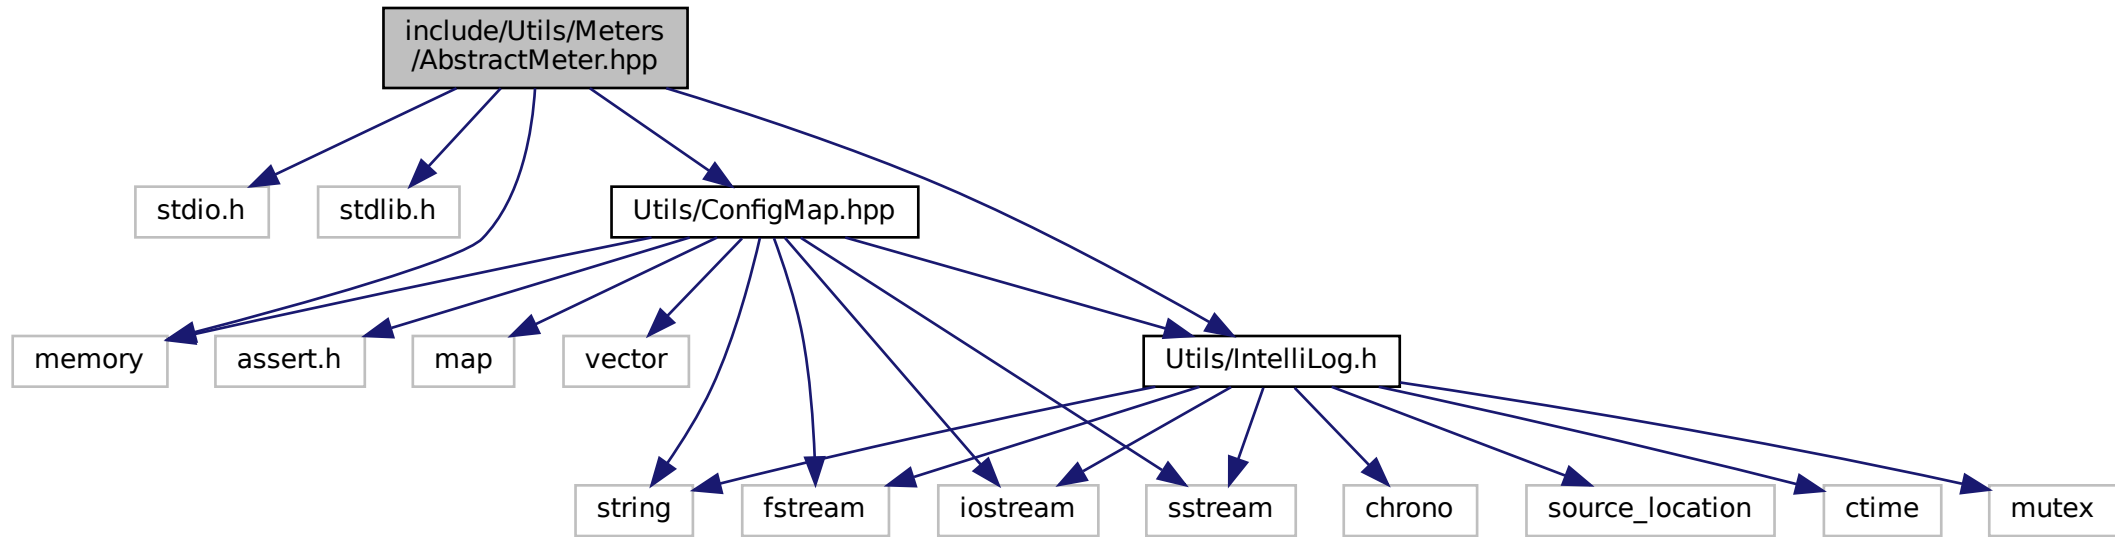 include/Utils/Meters
/AbstractMeter.hpp
stdio.h
stdlib.h
Utils/ConfigMap.hpp
memory
assert.h
map
vector
Utils/IntelliLog.h
string
fstream
iostream
sstream
chrono
source_location
ctime
mutex